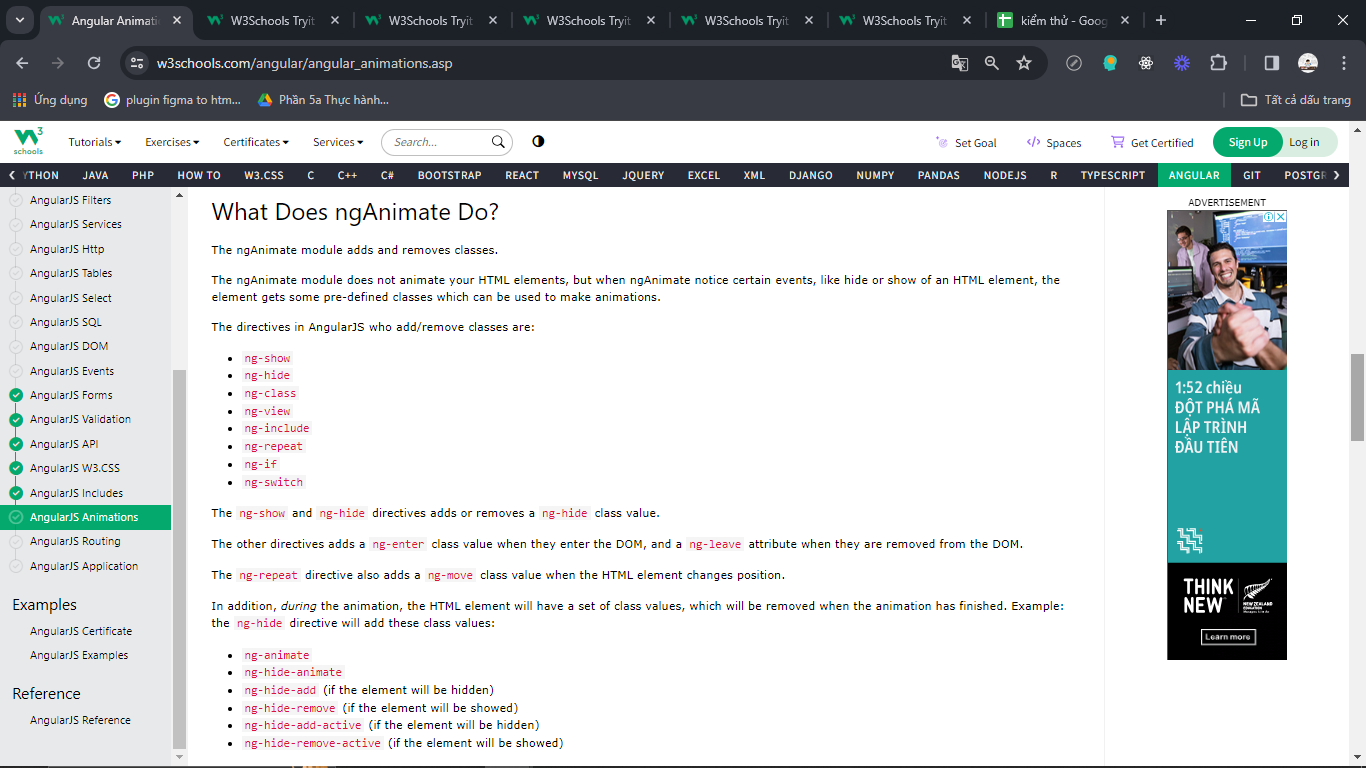 Angular Animati
W3Schools Tryit
W3Schools Tryit
W3Schools Tryit
W3Schools Tryit
W3Schools Tryit
kiểm thử - Goog
w3schools.com/angular/angular_animations.asp
Ứng dụng
plugin figma to htm...
Phần 5a Thực hành...
Tất cả dấu trang
W3
schools
Tutorials
Exercises
Certificates
Services
Search...
Set Goal
Spaces
Get Certified
Sign Up
Log in
YTHON
JAVA
PHP
HOW TO
W3.CSS
C
C++
C#
BOOTSTRAP
REACT
MYSQL
JQUERY
EXCEL
XML
DJANGO
NUMPY
PANDAS
NODEJS
R
TYPESCRIPT
ANGULAR
GIT
POSTGR
AngularJS Filters
AngularJS Services
AngularJS Http
AngularJS Tables
AngularJS Select
AngularJS SQL
AngularJS DOM
AngularJS Events
AngularJS Forms
AngularJS Validation
AngularJS API
AngularJS W3.CSS
AngularJS Includes
AngularJS Animations
AngularJS Routing
AngularJS Application
Examples
AngularJS Certificate
AngularJS Examples
Reference
AngularJS Reference
What Does ngAnimate Do?
The ngAnimate module adds and removes classes.
The ngAnimate module does not animate your HTML elements, but when ngAnimate notice certain events, like hide or show of an HTML element, the
element gets some pre-defined classes which can be used to make animations.
The directives in AngularJS who add/remove classes are:
ng-show
ng-hide
ng-class
ng-view
ng-include
ng-repeat
ng-if
ng-switch
The ng-show and ng-hide directives adds or removes a ng-hide class value.
The other directives adds a ng-enter class value when they enter the DOM, and a ng-leave attribute when they are removed from the DOM.
The ng-repeat directive also adds a ng-move class value when the HTML element changes position.
In addition, during the animation, the HTML element will have a set of class values, which will be removed when the animation has finished. Example:
the ng-hide directive will add these class values:
ng-animate
ng-hide-animate
ng-hide-add (if the element will be hidden)
ng-hide-remove (if the element will be showed)
ng-hide-add-active (if the element will be hidden)
ng-hide-remove-active (if the element will be showed)
ADVERTISEMENT
1:52 chiều
ĐỘT PHÁ MÃ
LẬP TRÌNH
ĐẦU TIÊN
THINK
NEW
NEW ZEALAND
EDUCATION
Learn more